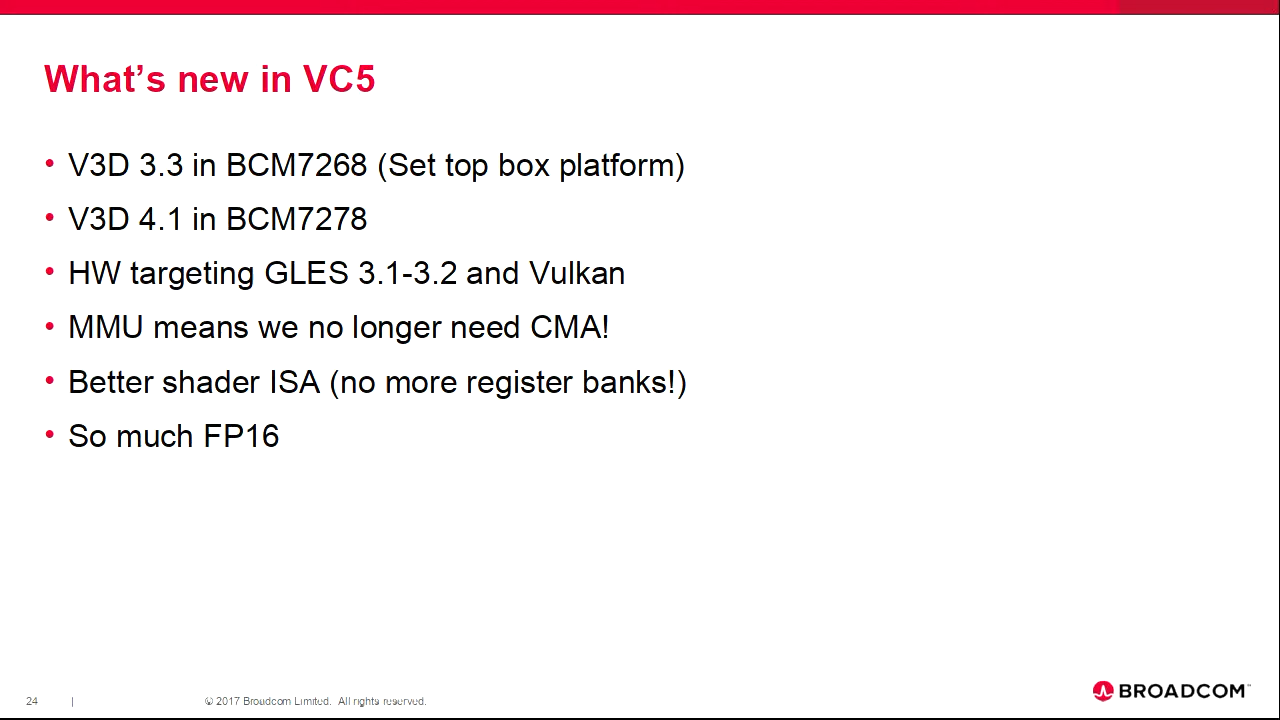 What’s new in VC5
• V3D 3.3 in BCM7268 (Set top box platform)
• V3D 4.1 in BCM7278
• HW targeting GLES 3.1-3.2 and Vulkan
• MMU means we no longer need CMA!
• Better shader ISA (no more register banks!)
• So much FP16
24 | © 2017 Broadcom Limited. All rights reserved.
BROADCOM™